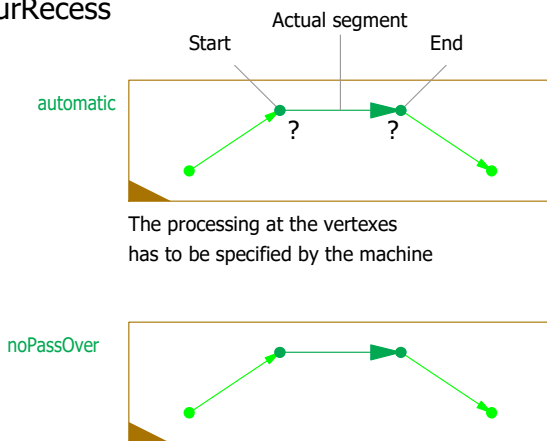 urRecess
Actual segment
Start
End
automatic
? ?
The processing at the vertexes
has to be specified by the machine
noPassOver